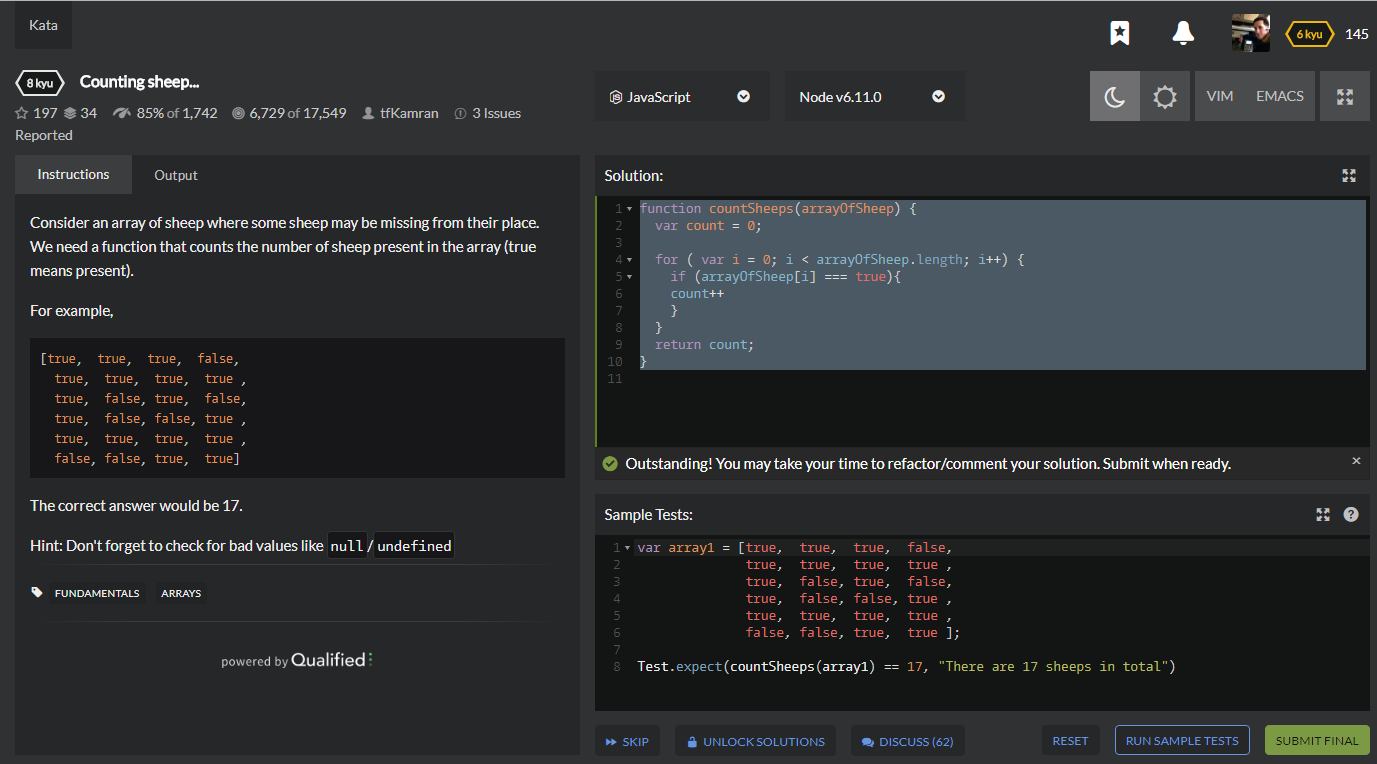 Kata
6 kyu 145
8 kyu Counting sheep...
197 34 85% of 1,742 6,729 of 17,549 tfKamran 3 Issues
Reported
JavaScript
Node v6.11.0
VIM EMACS
Instructions Output
Consider an array of sheep where some sheep may be missing from their place.
We need a function that counts the number of sheep present in the array (true
means present).
For example,
[true, true, true, false,
true, true, true, true ,
true, false, true, false,
true, false, false, true ,
true, true, true, true ,
false, false, true, true]
The correct answer would be 17.
Hint: Don't forget to check for bad values like null/undefined
FUNDAMENTALS ARRAYS
powered by Qualified
Solution:
1 function countSheeps(arrayOfSheep) {
2 var count = 0;
3
4 for ( var i = 0; i < arrayOfSheep.length; i++) {
5 if (arrayOfSheep[i] === true){
6 count++
7 }
8 }
9 return count;
10 }
11
Outstanding! You may take your time to refactor/comment your solution. Submit when ready. ×
Sample Tests: ?
1 var array1 = [true, true, true, false,
2 true, true, true, true ,
3 true, false, true, false,
4 true, false, false, true ,
5 true, true, true, true ,
6 false, false, true, true ];
7
8 Test.expect(countSheeps(array1) == 17, "There are 17 sheeps in total")
SKIP UNLOCK SOLUTIONS DISCUSS (62) RESET RUN SAMPLE TESTS SUBMIT FINAL